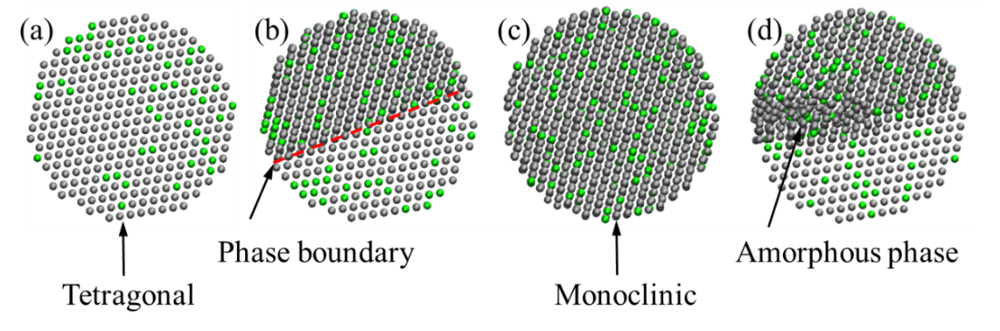 (a) (b) (c) (d)
Phase boundary Amorphous phase
Tetragonal Monoclinic